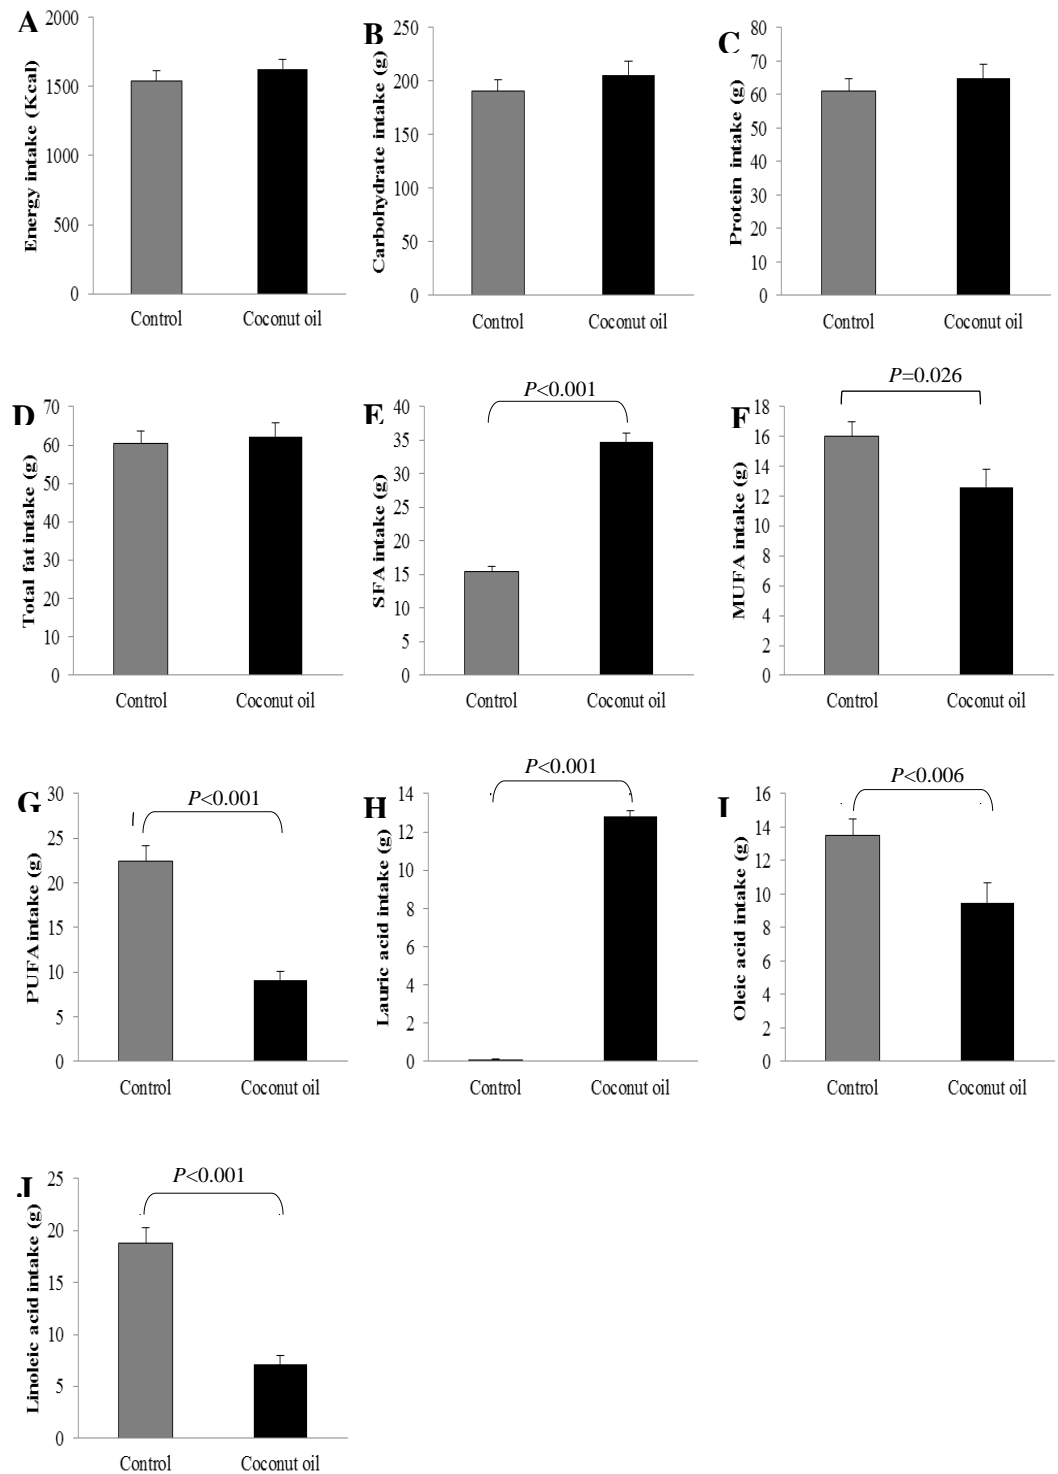 A
Energy intake (Kcal)
2000
1500
1000
500
0
Control
Coconut oil
B
Carbohydrate intake (g)
250
200
150
100
50
0
Control
Coconut oil
C
Protein intake (g)
80
70
60
50
40
30
20
10
0
Control
Coconut oil
D
Total fat intake (g)
70
60
50
40
30
20
10
0
Control
Coconut oil
E
SFA intake (g)
P<0.001
40
35
30
25
20
15
10
5
0
Control
Coconut oil
F
MUFA intake (g)
P=0.026
18
16
14
12
10
8
6
4
2
0
Control
Coconut oil
G
PUFA intake (g)
P<0.001
30
25
20
15
10
5
0
Control
Coconut oil
H
Lauric acid intake (g)
P<0.001
14
12
10
8
6
4
2
0
Control
Coconut oil
I
Oleic acid intake (g)
P<0.006
16
14
12
10
8
6
4
2
0
Control
Coconut oil
J
Linoleic acid intake (g)
P<0.001
25
20
15
10
5
0
Control
Coconut oil